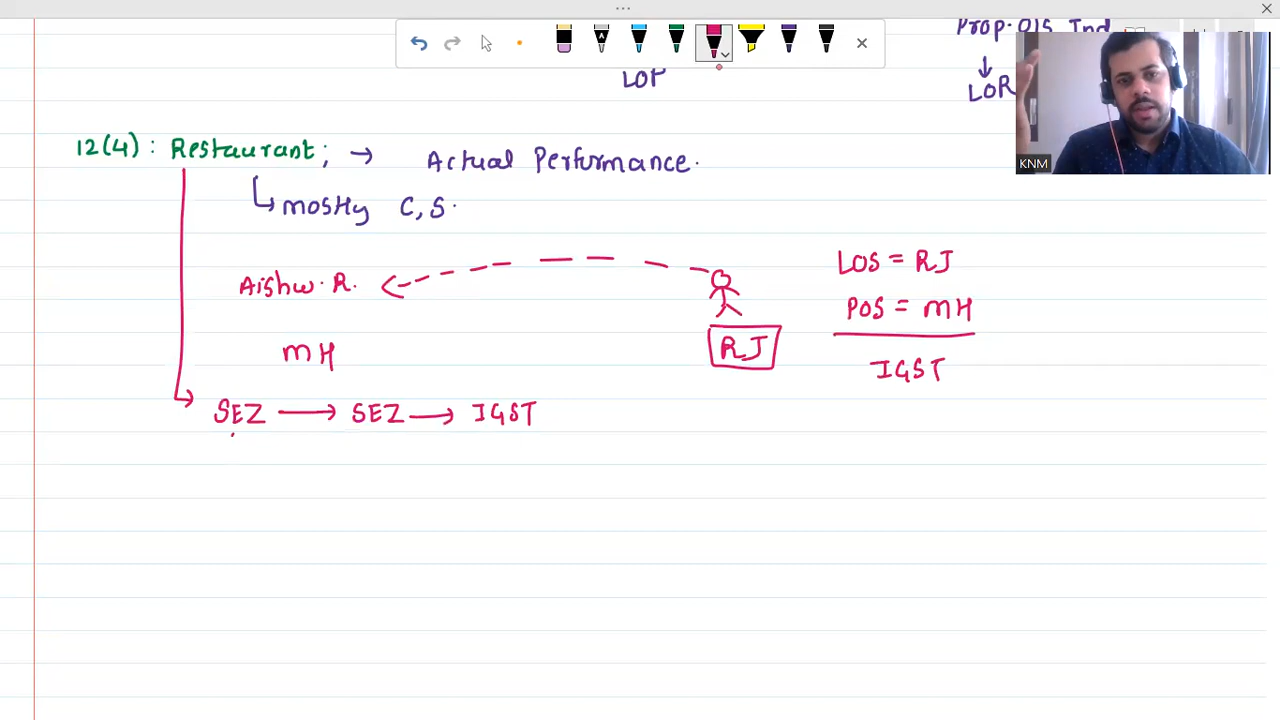 Prop. O/S Ind
LOP
LOR
KNM
12(4) : Restaurant ; → Actual Performance.
mostly C, S.
Aishw. R.
LOS = RJ
POS = MH
RJ
MH
IGST
SEZ → SEZ → IGST